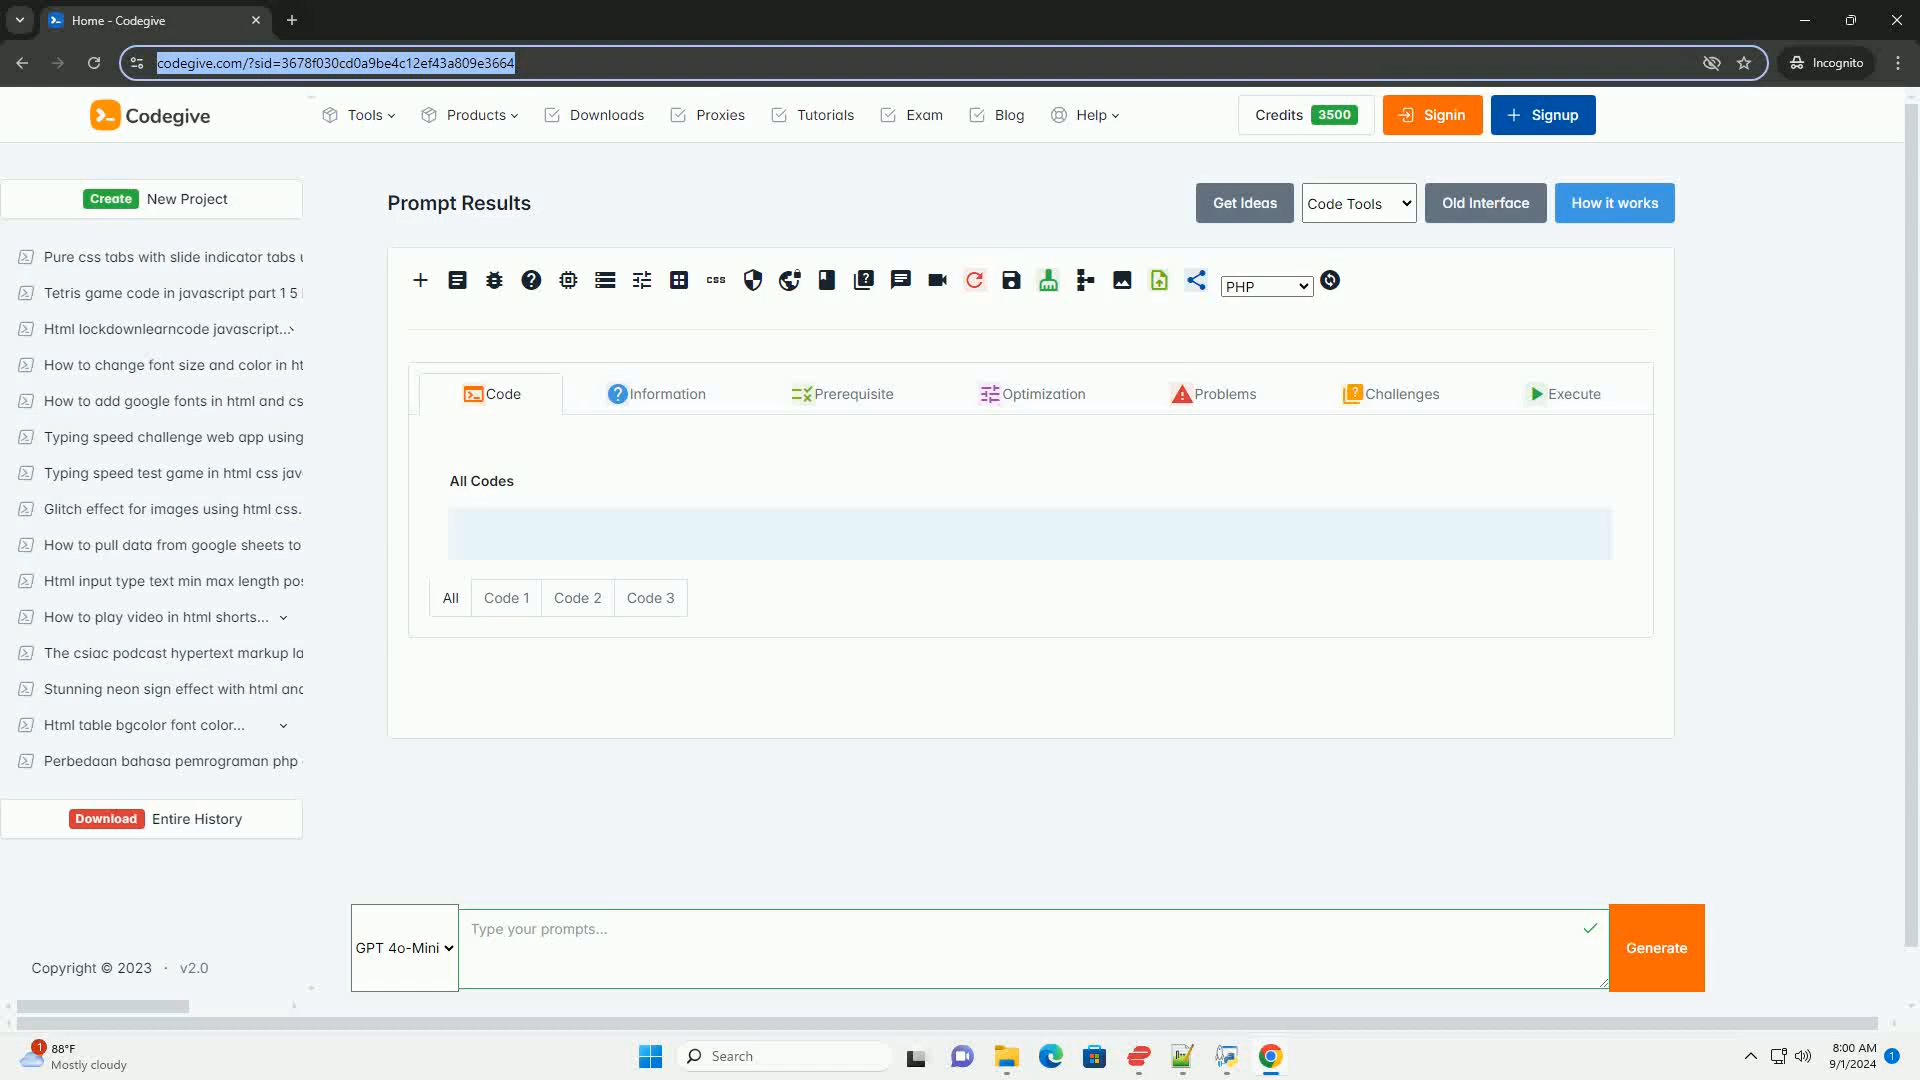 Home - Codegive
codegive.com/?sid=3678f030cd0a9be4c12ef43a809e3664
Incognito
Codegive
Tools
Products
Downloads
Proxies
Tutorials
Exam
Blog
Help
Credits 3500
Signin
Signup
Create New Project
Pure css tabs with slide indicator tabs
Tetris game code in javascript part 1 5
Html lockdownlearncode javascript...
How to change font size and color in ht
How to add google fonts in html and cs
Typing speed challenge web app using
Typing speed test game in html css jav
Glitch effect for images using html css.
How to pull data from google sheets to
Html input type text min max length pos
How to play video in html shorts...
The csiac podcast hypertext markup la
Stunning neon sign effect with html and
Html table bgcolor font color...
Perbedaan bahasa pemrograman php
Download Entire History
Copyright © 2023 · v2.0
Prompt Results
Get Ideas
Code Tools
Old Interface
How it works
css
PHP
Code
Information
Prerequisite
Optimization
Problems
Challenges
Execute
All Codes
All
Code 1
Code 2
Code 3
GPT 4o-Mini
Type your prompts...
Generate
1
88°F
Mostly cloudy
Search
8:00 AM
9/1/2024
1